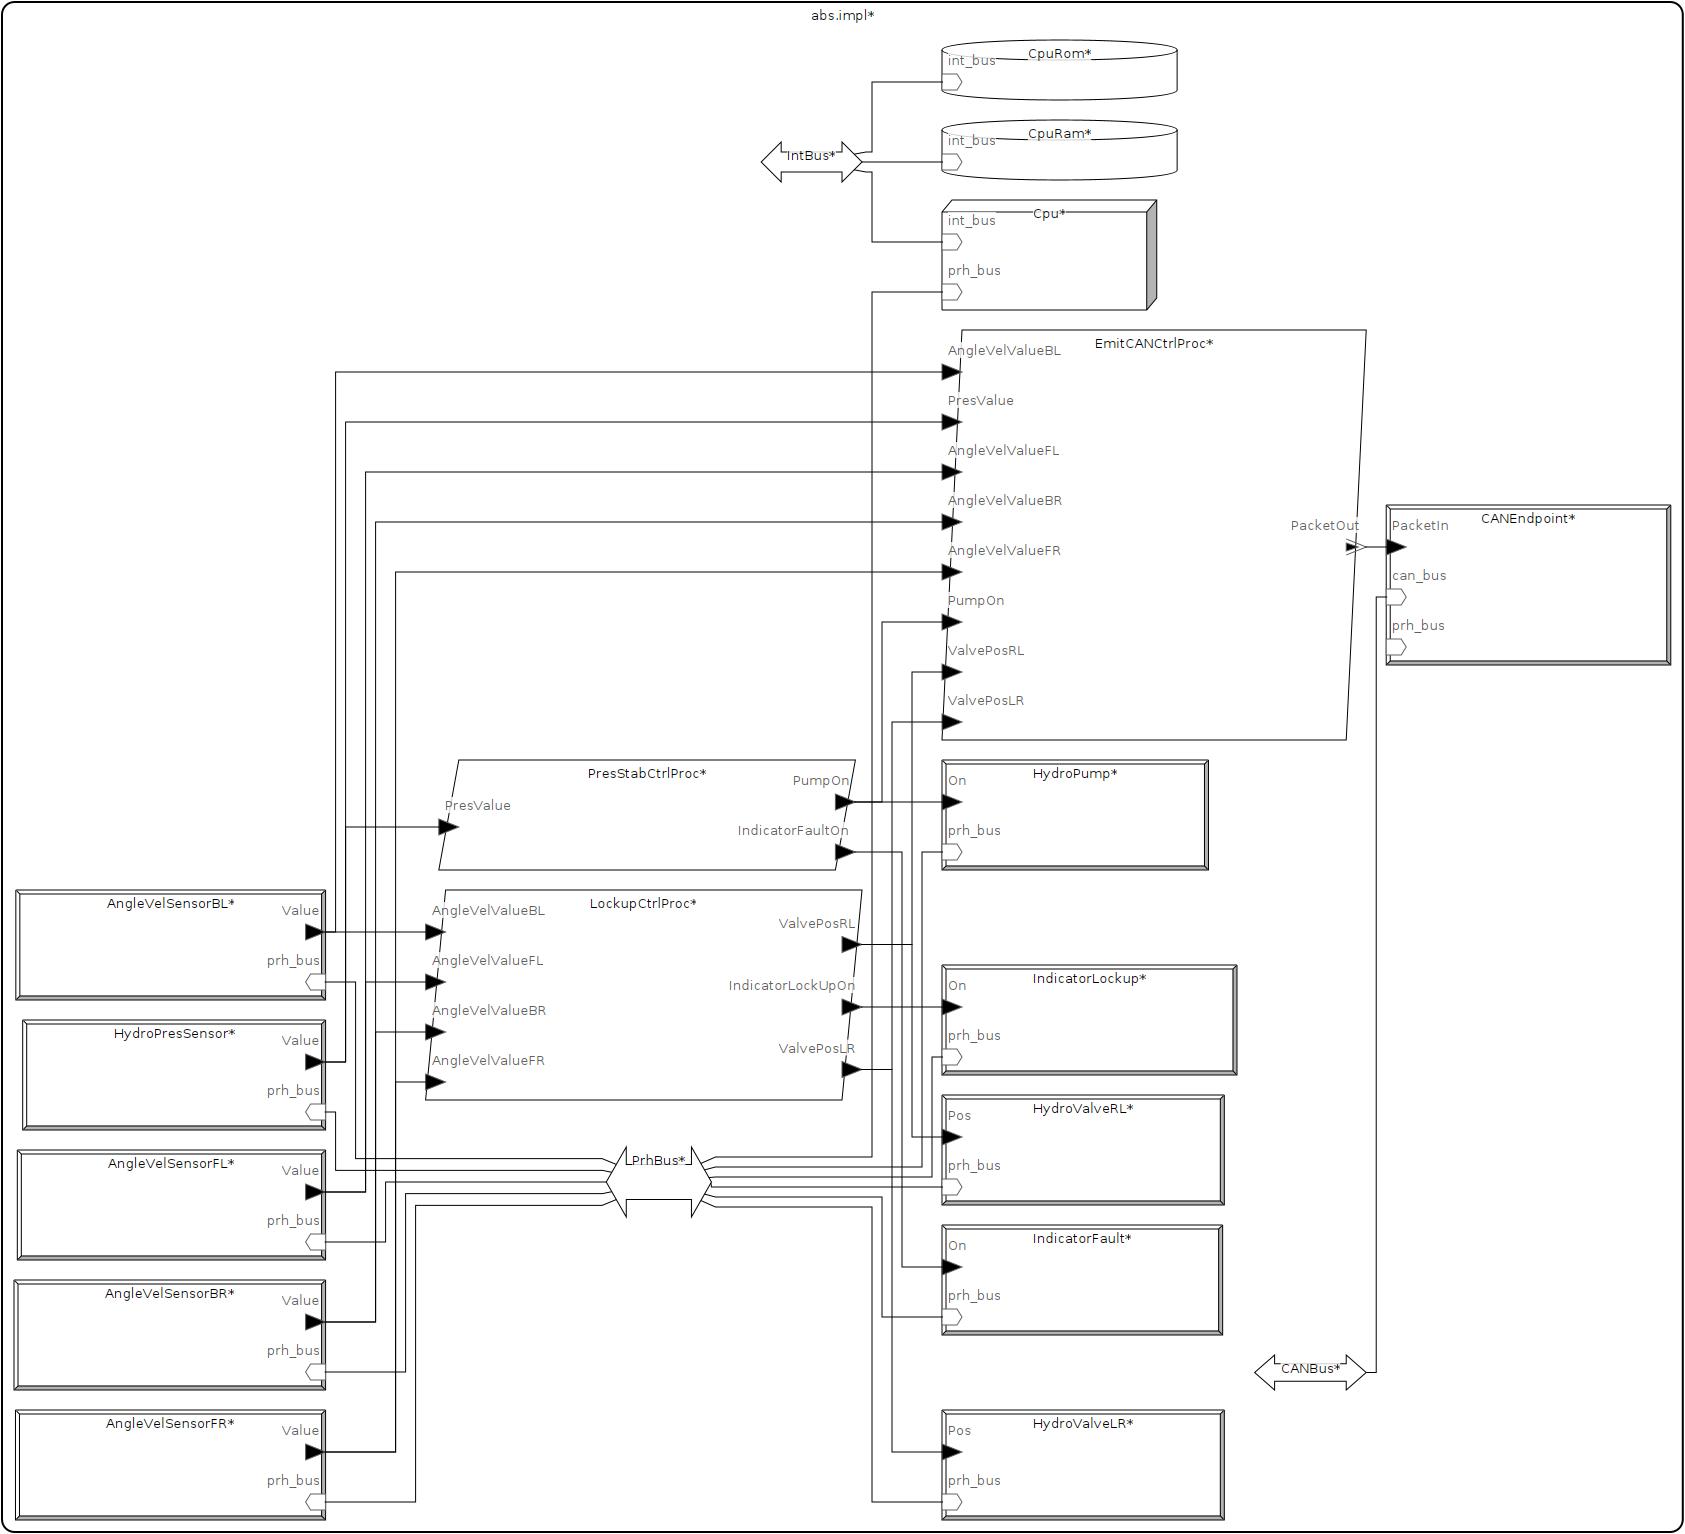 abs.impl*
CpuRom*
int_bus
CpuRam*
int_bus
IntBus*
Cpu*
int_bus
prh_bus
EmitCANCtrlProc*
AngleVelValueBL
PresValue
AngleVelValueFL
AngleVelValueBR
AngleVelValueFR
PumpOn
ValvePosRL
ValvePosLR
PacketOut
CANEndpoint*
PacketIn
can_bus
prh_bus
PresStabCtrlProc*
PresValue
PumpOn
IndicatorFaultOn
HydroPump*
On
prh_bus
AngleVelSensorBL*
Value
prh_bus
LockupCtrlProc*
AngleVelValueBL
AngleVelValueFL
AngleVelValueBR
AngleVelValueFR
ValvePosRL
IndicatorLockUpOn
ValvePosLR
IndicatorLockup*
On
prh_bus
HydroPresSensor*
Value
prh_bus
HydroValveRL*
Pos
prh_bus
AngleVelSensorFL*
Value
prh_bus
PrhBus*
IndicatorFault*
On
prh_bus
AngleVelSensorBR*
Value
prh_bus
CANBus*
AngleVelSensorFR*
Value
prh_bus
HydroValveLR*
Pos
prh_bus